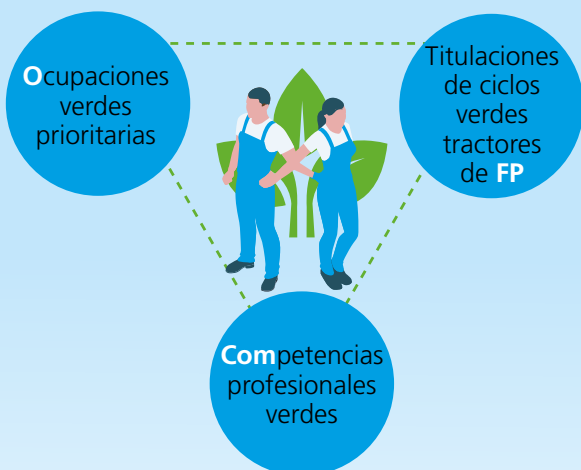 Ocupaciones
verdes
prioritarias
Titulaciones
de ciclos
verdes
tractores
de FP
Competencias
profesionales
verdes